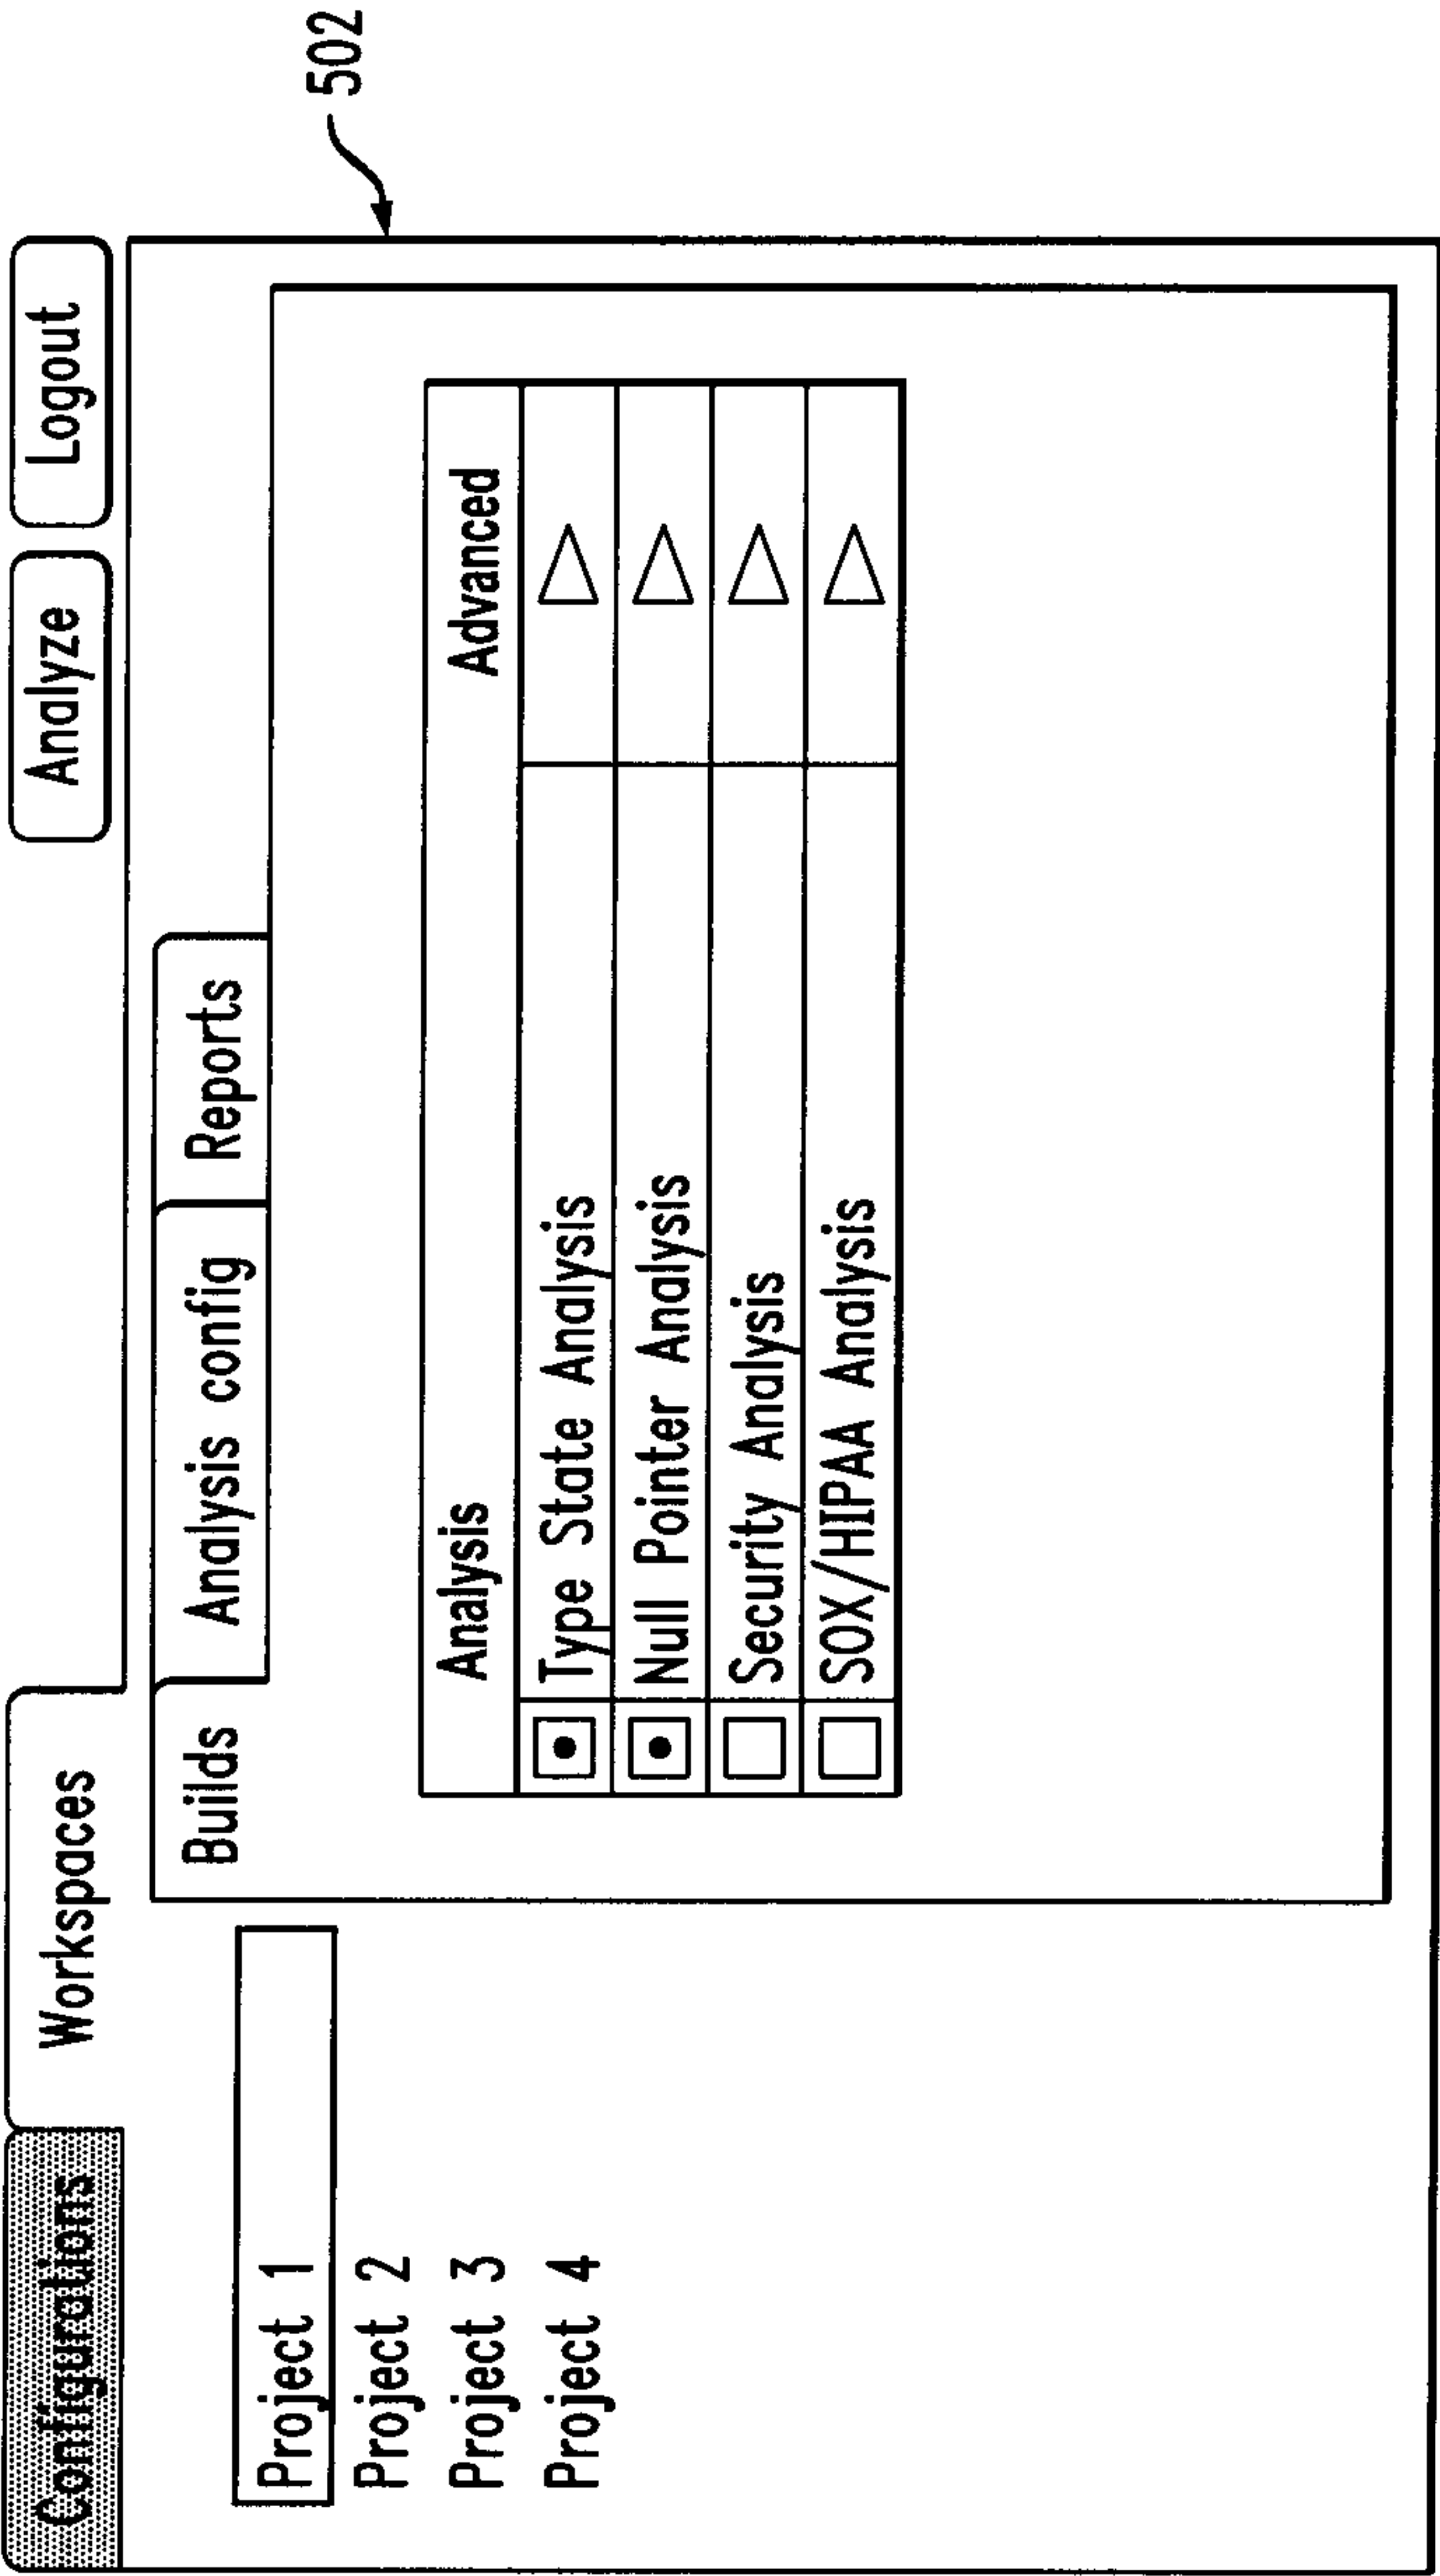 Configurations Workspaces Analyze Logout
502
Builds Analysis config Reports
Project 1
Project 2
Project 3
Project 4
Analysis Advanced
Type State Analysis
Null Pointer Analysis
Security Analysis
SOX/HIPAA Analysis